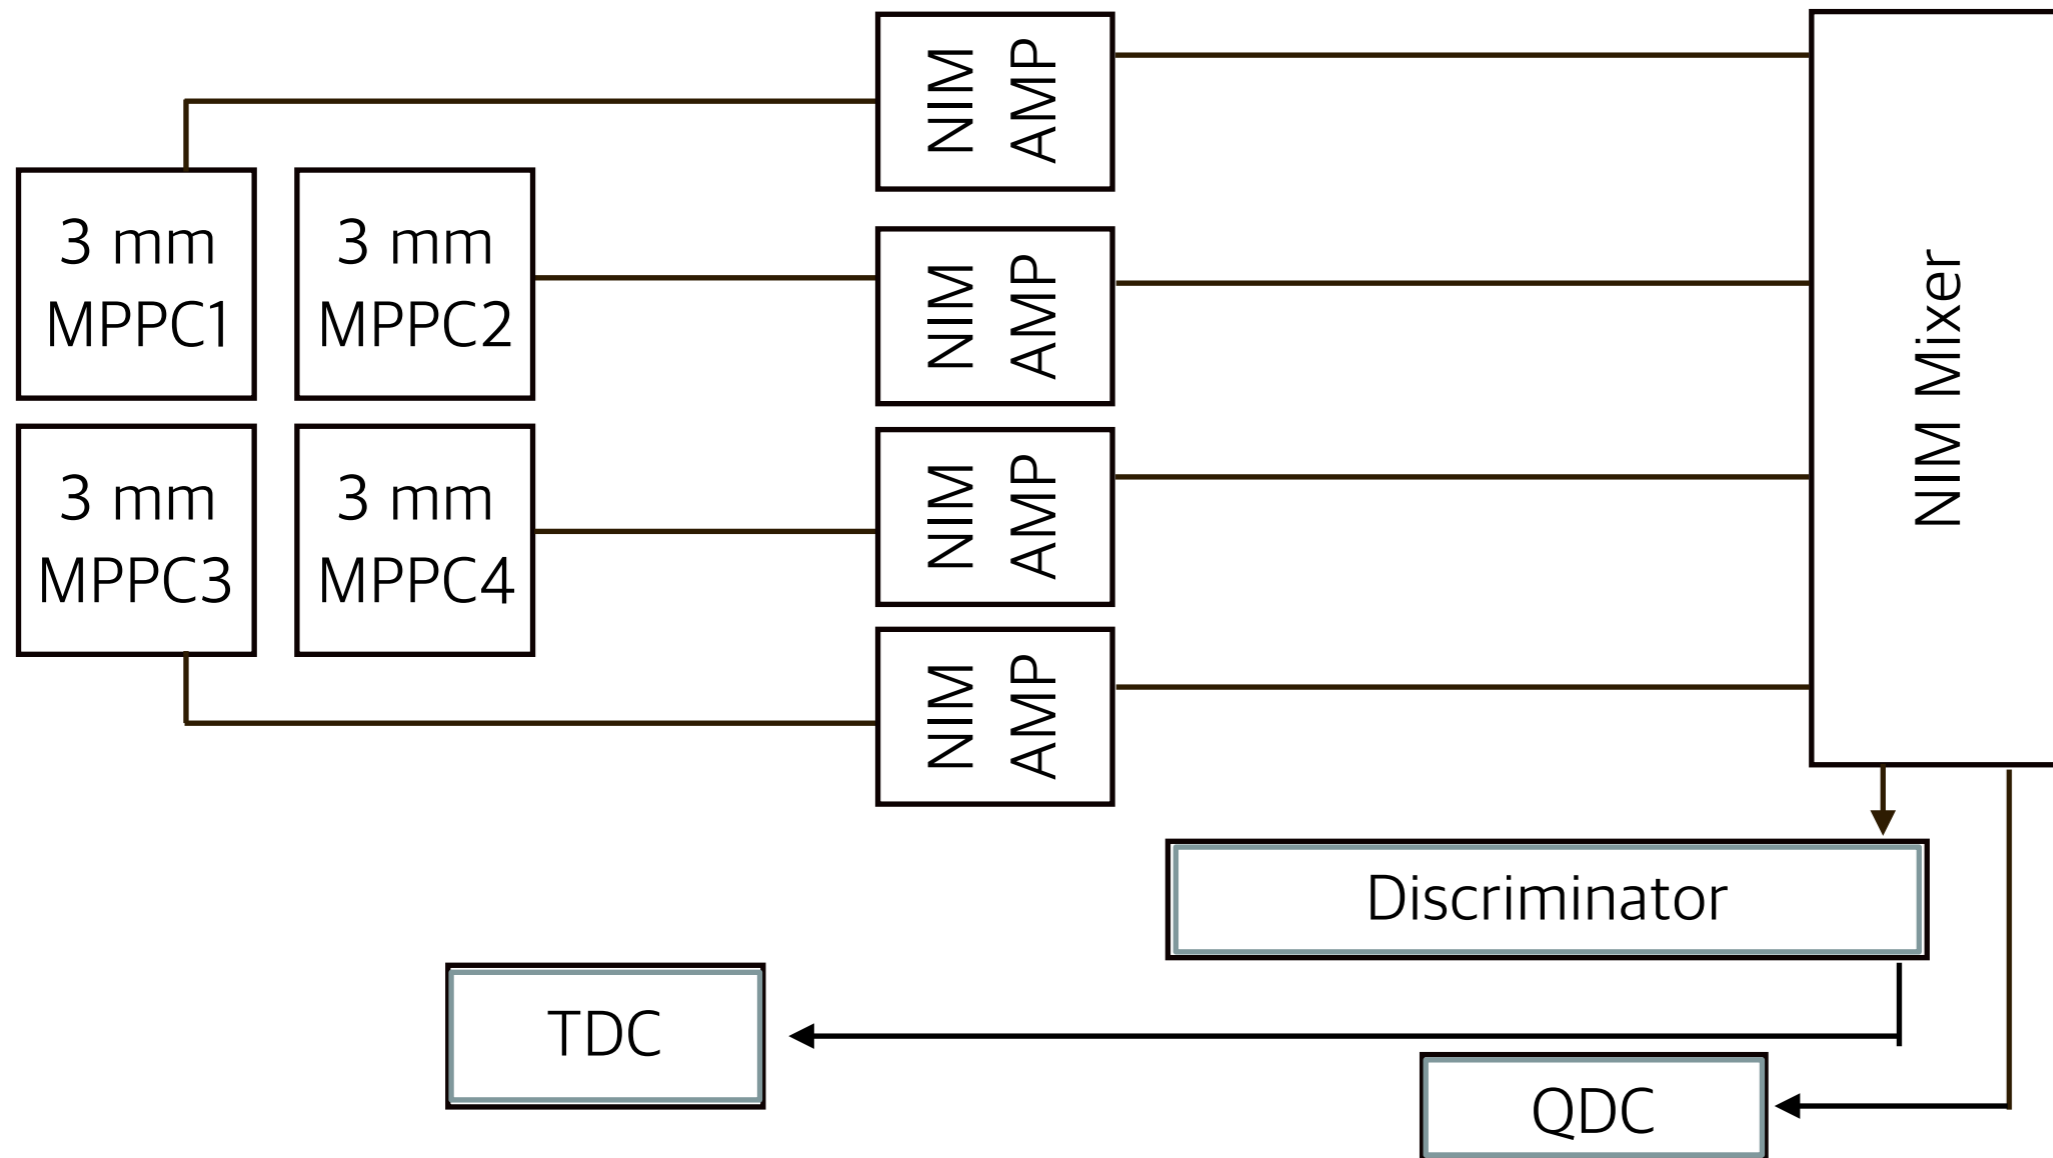 NIM
AMP
3 mm
MPPC1
3 mm
MPPC2
NIM
AMP
NIM Mixer
3 mm
MPPC3
3 mm
MPPC4
NIM
AMP
NIM
AMP
Discriminator
TDC
QDC